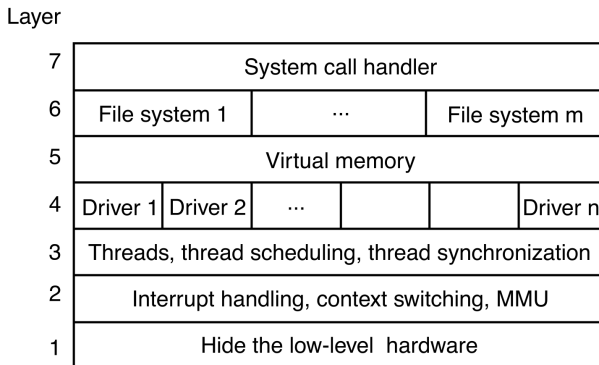 Layer
7 System call handler
6 File system 1 ... File system m
5 Virtual memory
4 Driver 1 Driver 2 ... Driver n
3 Threads, thread scheduling, thread synchronization
2 Interrupt handling, context switching, MMU
1 Hide the low-level hardware